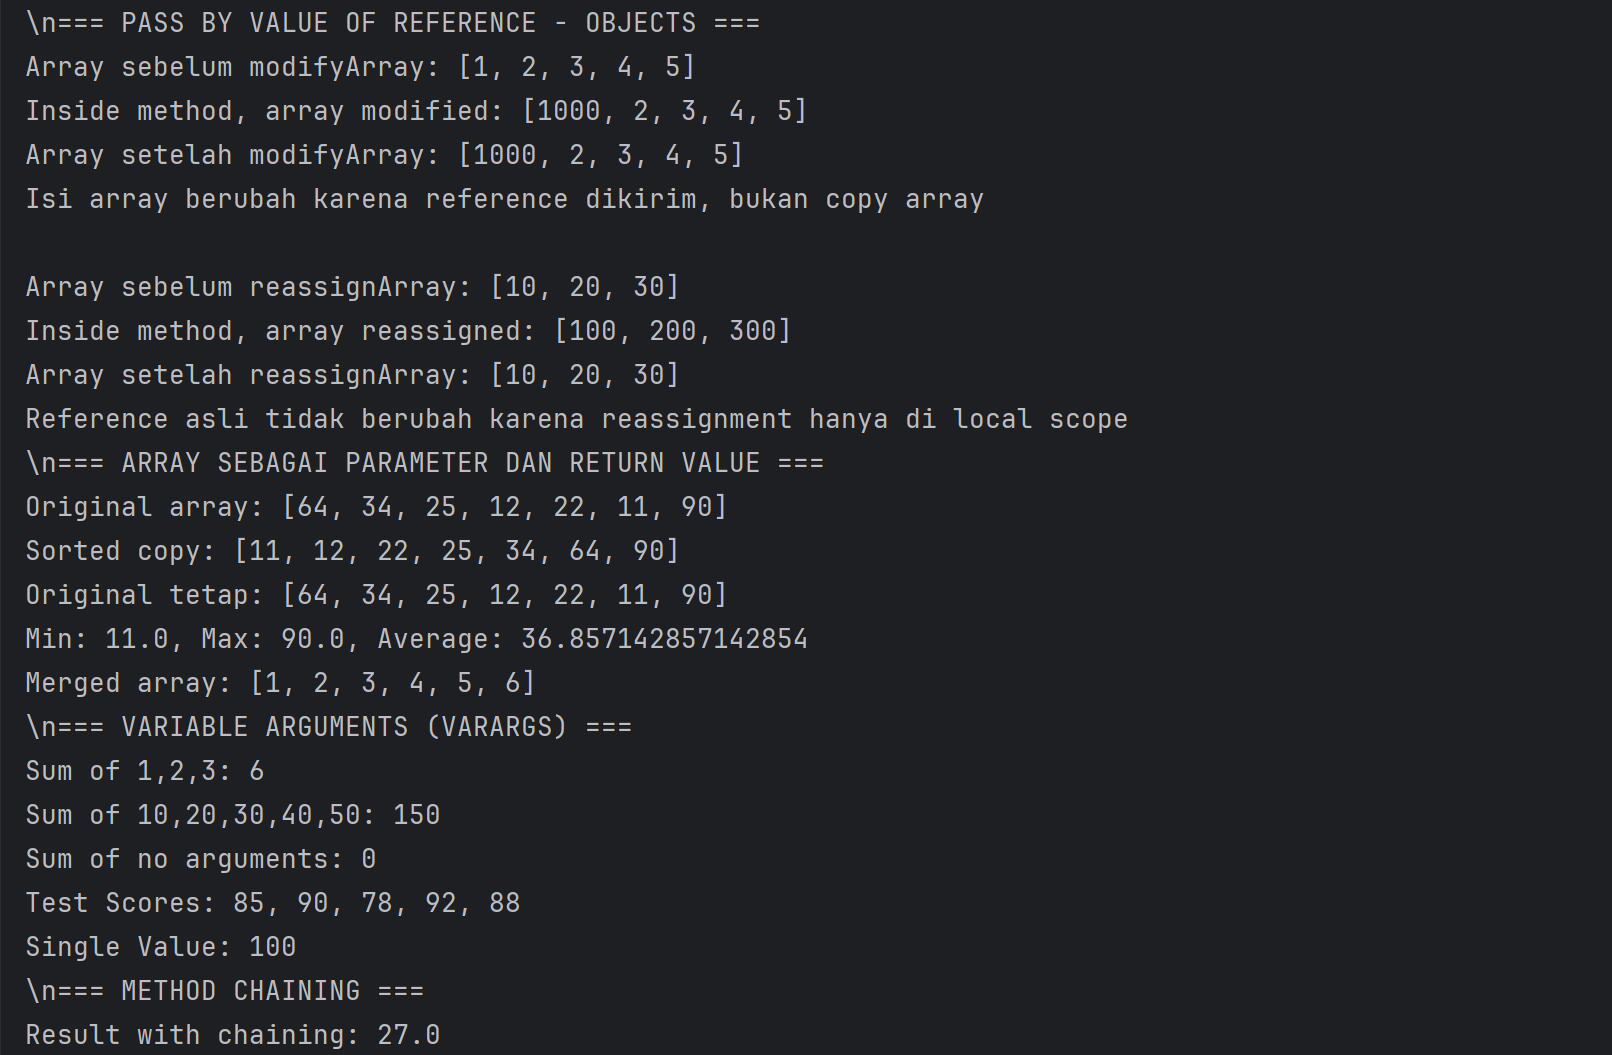 \n=== PASS BY VALUE OF REFERENCE - OBJECTS ===
Array sebelum modifyArray: [1, 2, 3, 4, 5]
Inside method, array modified: [1000, 2, 3, 4, 5]
Array setelah modifyArray: [1000, 2, 3, 4, 5]
Isi array berubah karena reference dikirim, bukan copy array
Array sebelum reassignArray: [10, 20, 30]
Inside method, array reassigned: [100, 200, 300]
Array setelah reassignArray: [10, 20, 30]
Reference asli tidak berubah karena reassignment hanya di local scope
\n=== ARRAY SEBAGAI PARAMETER DAN RETURN VALUE ===
Original array: [64, 34, 25, 12, 22, 11, 90]
Sorted copy: [11, 12, 22, 25, 34, 64, 90]
Original tetap: [64, 34, 25, 12, 22, 11, 90]
Min: 11.0, Max: 90.0, Average: 36.857142857142854
Merged array: [1, 2, 3, 4, 5, 6]
\n=== VARIABLE ARGUMENTS (VARARGS) ===
Sum of 1,2,3: 6
Sum of 10,20,30,40,50: 150
Sum of no arguments: 0
Test Scores: 85, 90, 78, 92, 88
Single Value: 100
\n=== METHOD CHAINING ===
Result with chaining: 27.0